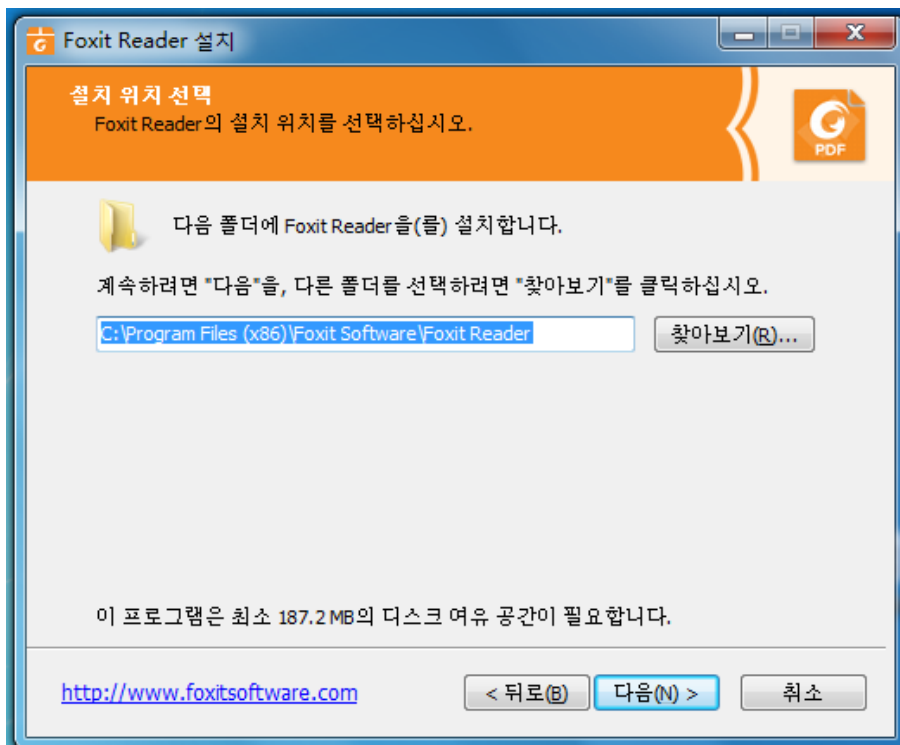 Foxit Reader 설치
설치 위치 선택
Foxit Reader의 설치 위치를 선택하십시오.
PDF
다음 폴더에 Foxit Reader을(를) 설치합니다.
계속하려면 "다음"을, 다른 폴더를 선택하려면 "찾아보기"를 클릭하십시오.
C:\Program Files (x86)\Foxit Software\Foxit Reader
찾아보기(R)...
이 프로그램은 최소 187.2 MB의 디스크 여유 공간이 필요합니다.
http://www.foxitsoftware.com
< 뒤로(B) 다음(N) > 취소